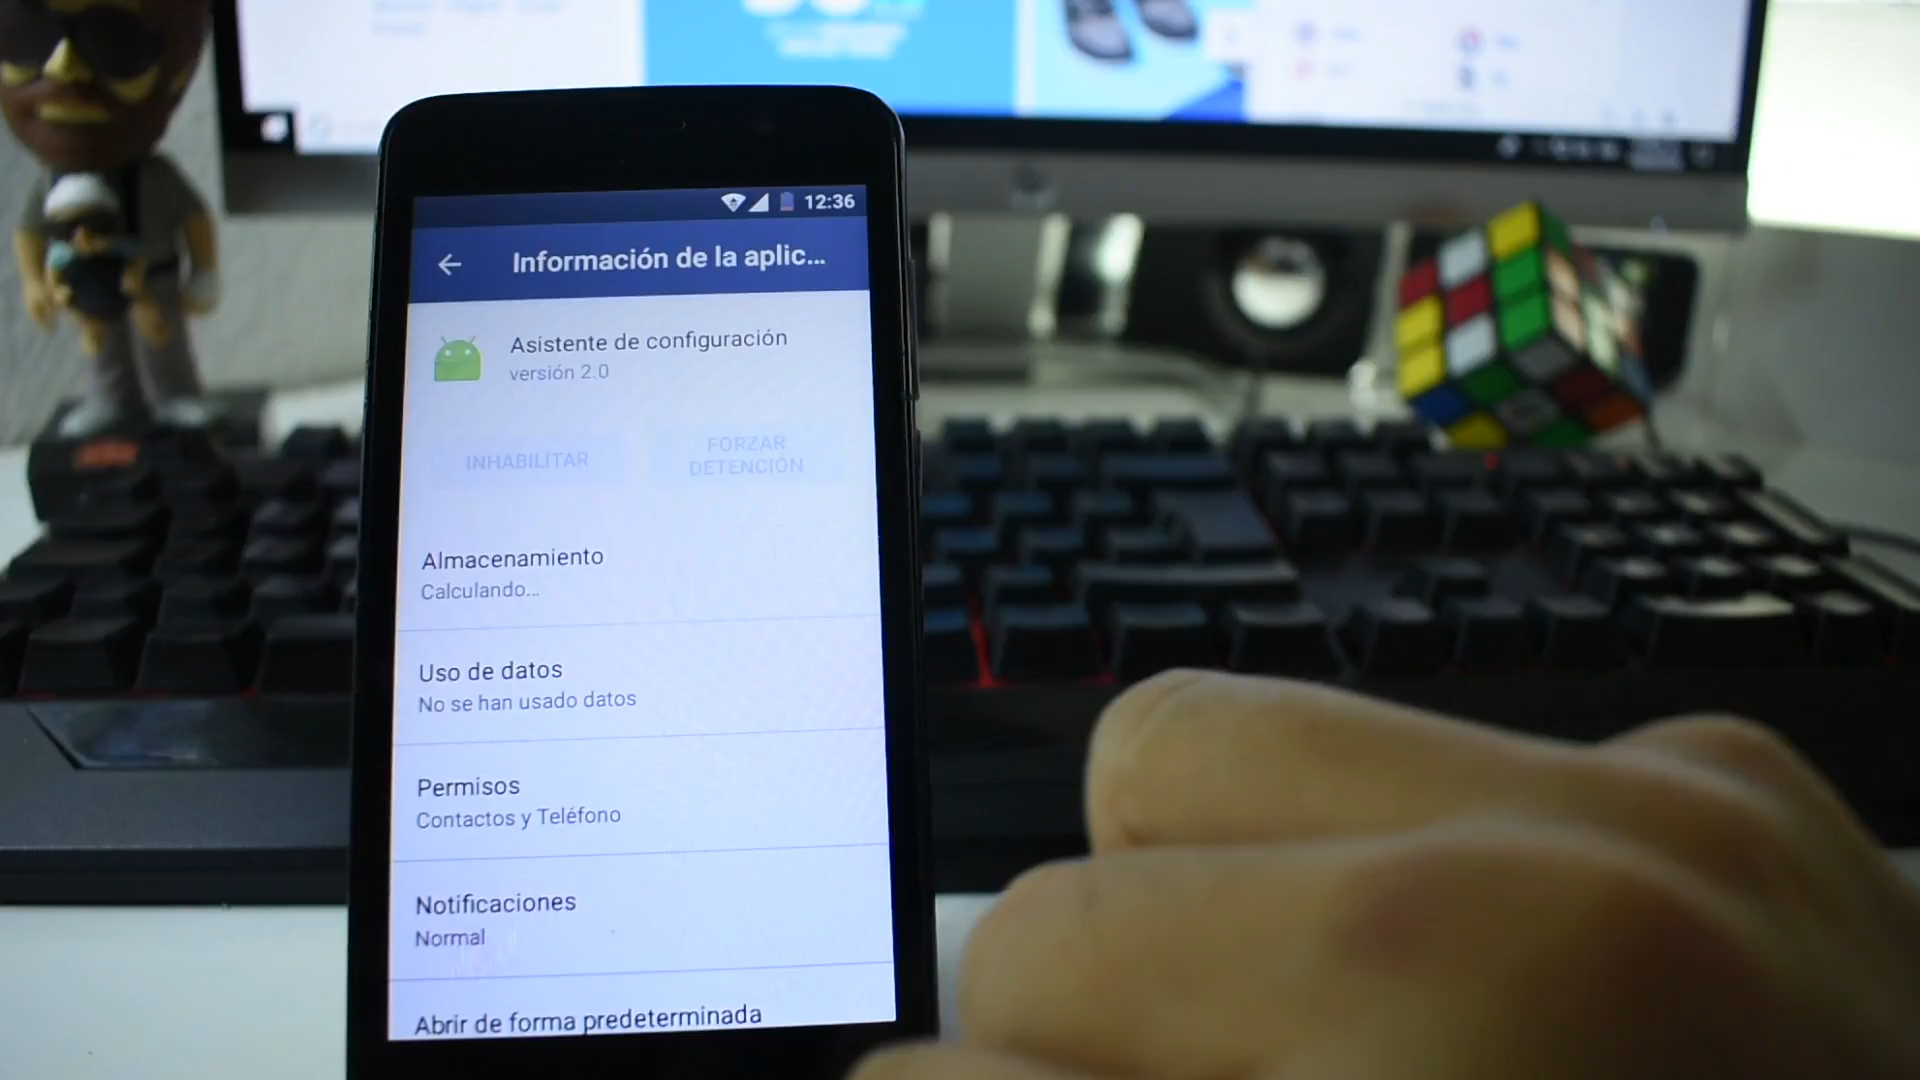 12:36
Información de la aplic...
Asistente de configuración
versión 2.0
INHABILITAR
FORZAR
DETENCIÓN
Almacenamiento
Calculando...
Uso de datos
No se han usado datos
Permisos
Contactos y Teléfono
Notificaciones
Normal
Abrir de forma predeterminada